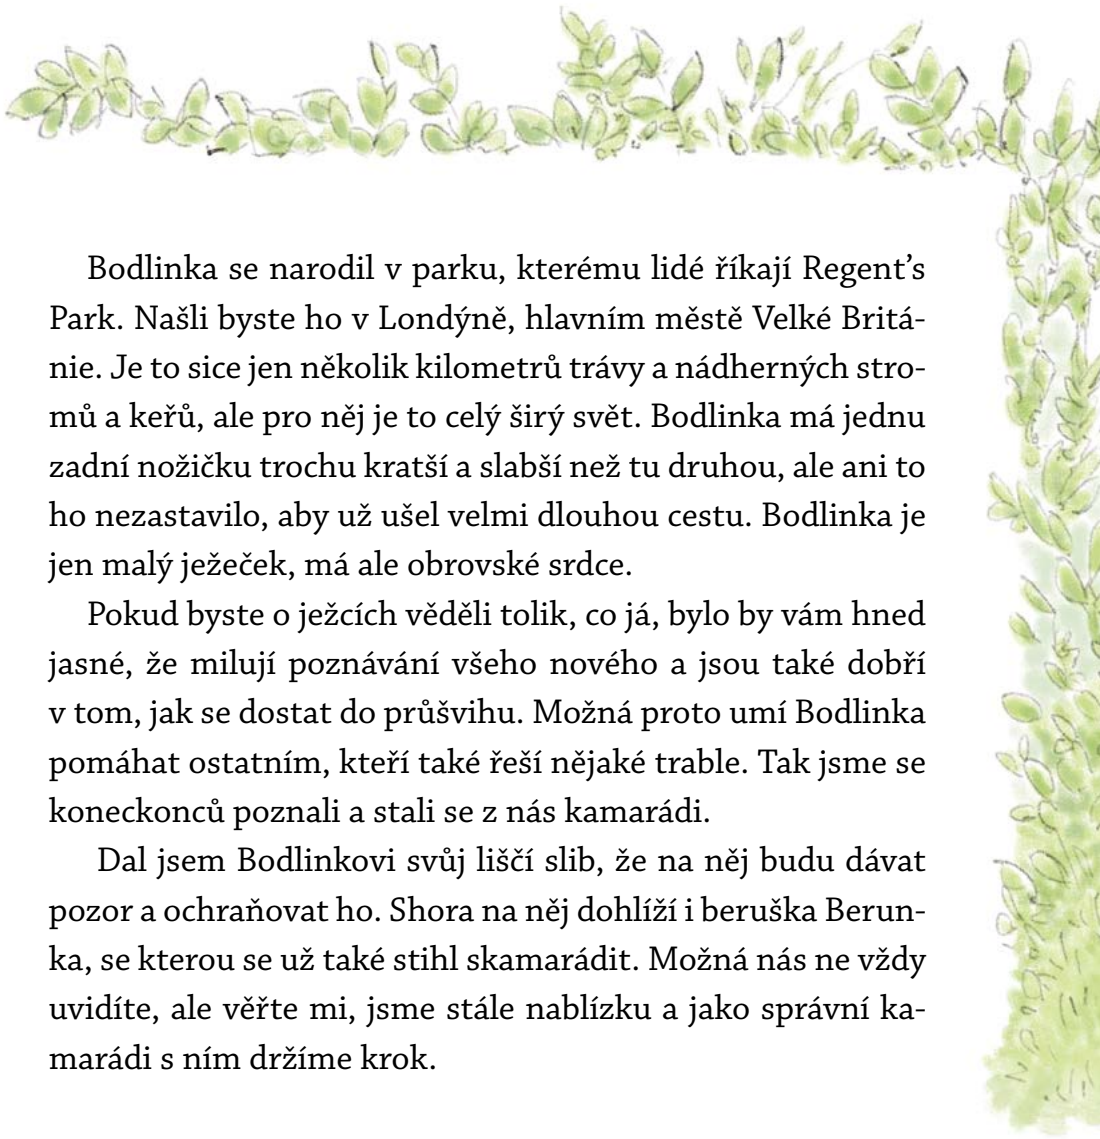 Bodlinka se narodil v parku, kterému lidé říkají Regent’s
Park. Našli byste ho v Londýně, hlavním městě Velké Britá-
nie. Je to sice jen několik kilometrů trávy a nádherných stro-
mů a keřů, ale pro něj je to celý širý svět. Bodlinka má jednu
zadní nožičku trochu kratší a slabší než tu druhou, ale ani to
ho nezastavilo, aby už ušel velmi dlouhou cestu. Bodlinka je
jen malý ježeček, má ale obrovské srdce.
Pokud byste o ježcích věděli tolik, co já, bylo by vám hned
jasné, že milují poznávání všeho nového a jsou také dobří
v tom, jak se dostat do průšvihu. Možná proto umí Bodlinka
pomáhat ostatním, kteří také řeší nějaké trable. Tak jsme se
koneckonců poznali a stali se z nás kamarádi.
Dal jsem Bodlinkovi svůj liščí slib, že na něj budu dávat
pozor a ochraňovat ho. Shora na něj dohlíží i beruška Berun-
ka, se kterou se už také stihl skamarádit. Možná nás ne vždy
uvidíte, ale věřte mi, jsme stále nablízku a jako správní ka-
marádi s ním držíme krok.